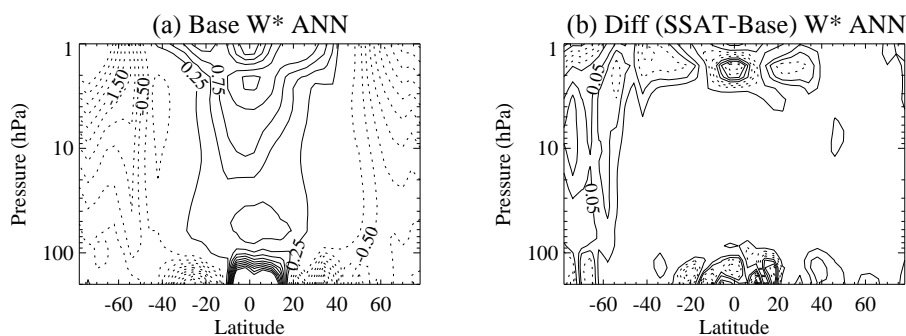 (a) Base W* ANN
1
10
100
Pressure (hPa)
-1.50
-0.50
0.25
0.75
-0.50
0.25
-60 -40 -20 0 20 40 60
Latitude
(b) Diff (SSAT-Base) W* ANN
1
10
100
Pressure (hPa)
0.05
0.05
-60 -40 -20 0 20 40 60
Latitude